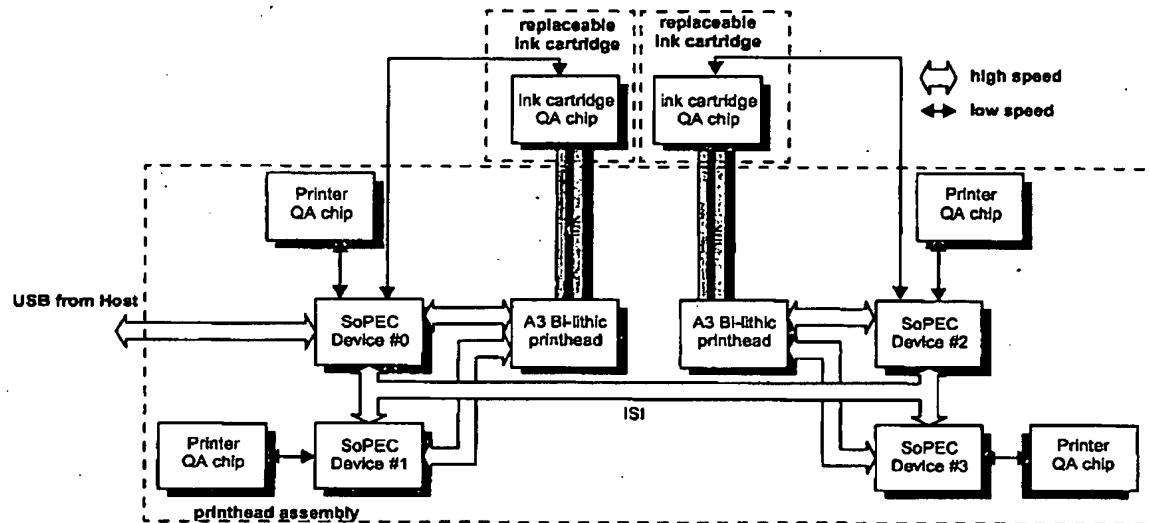 replaceable
ink cartridge
replaceable
ink cartridge
ink cartridge
QA chip
ink cartridge
QA chip
high speed
low speed
Printer
QA chip
Printer
QA chip
USB from Host
SoPEC
Device #0
A3 Bi-lithic
printhead
A3 Bi-lithic
printhead
SoPEC
Device #2
ISI
Printer
QA chip
SoPEC
Device #1
SoPEC
Device #3
Printer
QA chip
printhead assembly